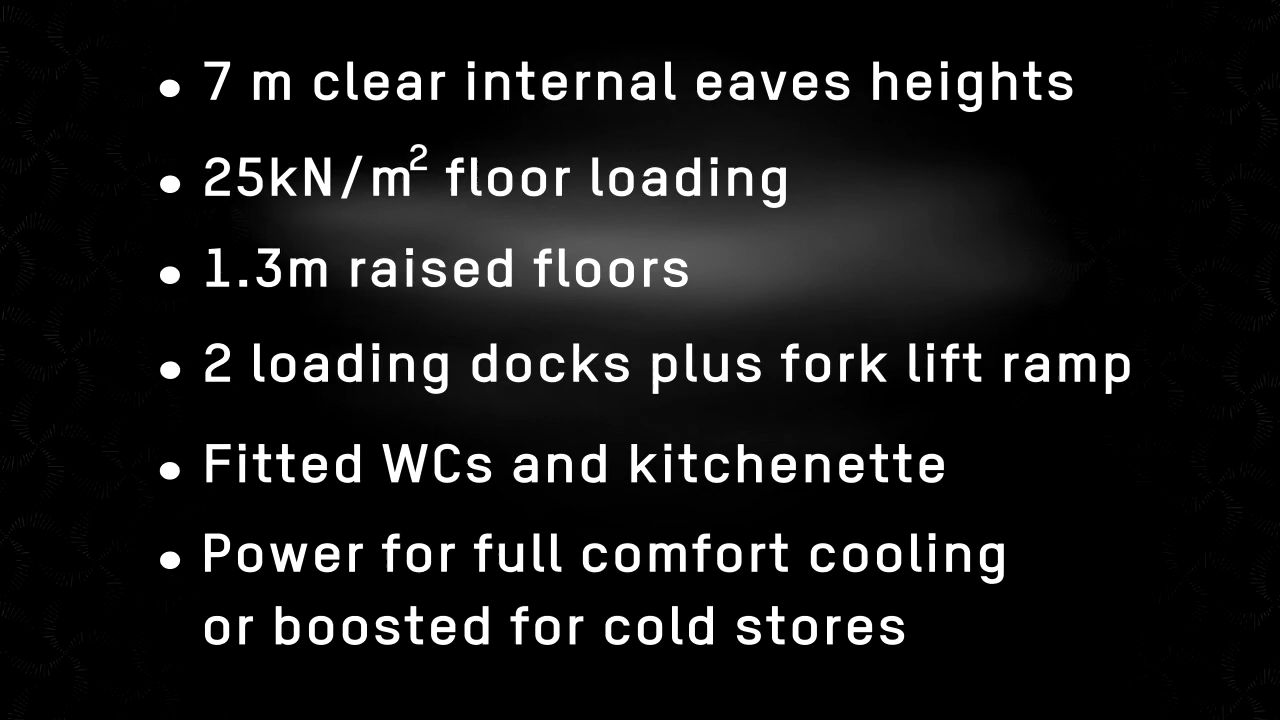 • 7 m clear internal eaves heights
• 25kN/m² floor loading
• 1.3m raised floors
• 2 loading docks plus fork lift ramp
• Fitted WCs and kitchenette
• Power for full comfort cooling
or boosted for cold stores